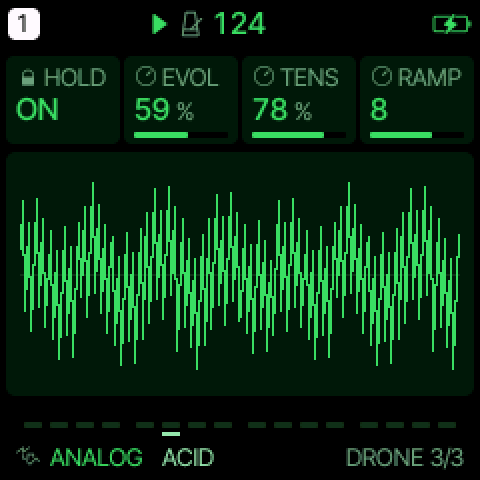 1 124
HOLD EVOL TENS RAMP
ON 59 % 78 % 8
ANALOG ACID DRONE 3/3